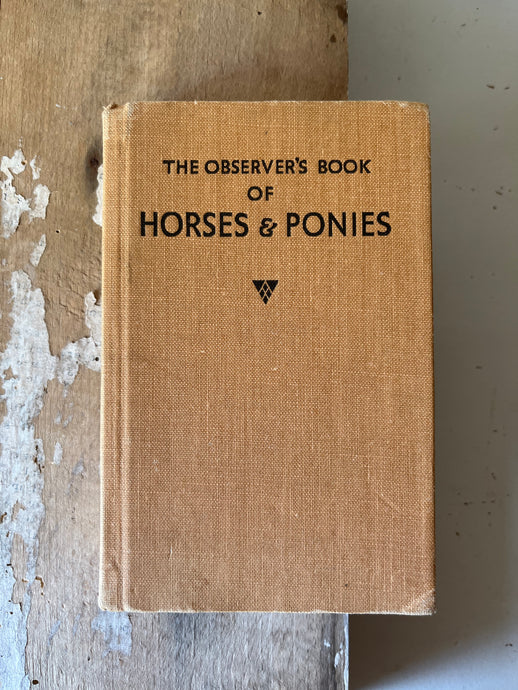 THE OBSERVER'S BOOK
OF
HORSES & PONIES